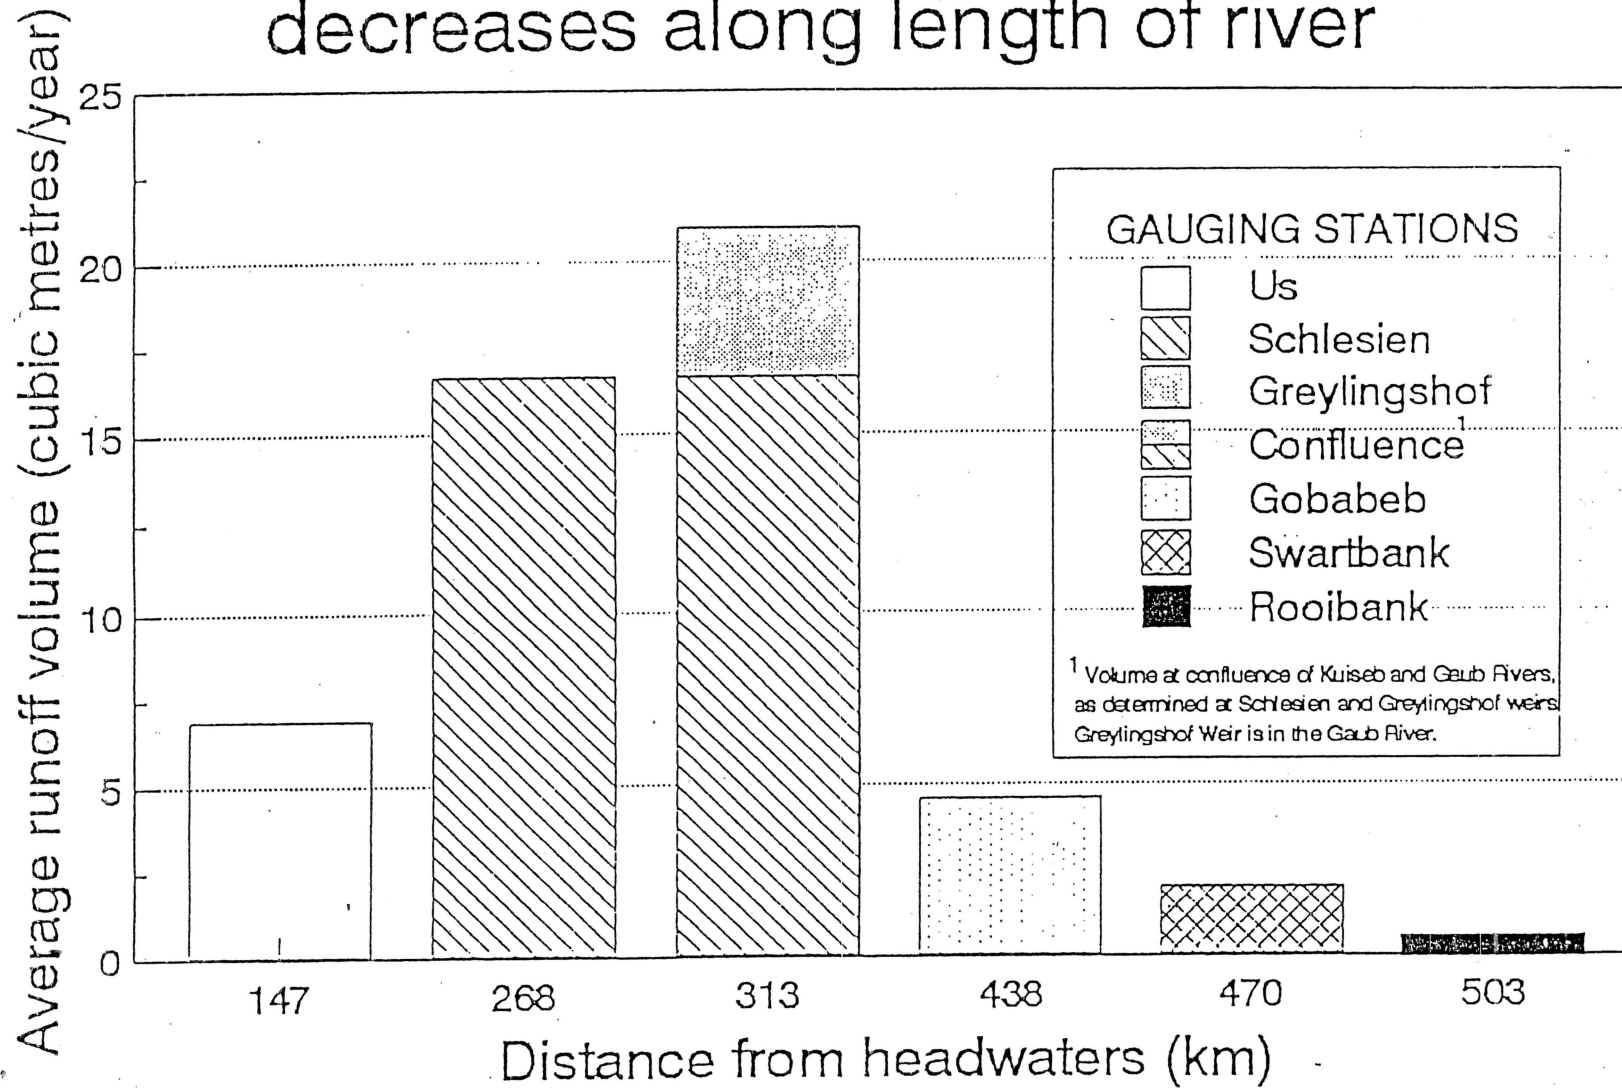 decreases along length of river
Average runoff volume (cubic metres/year)
25
20
15
10
5
0
GAUGING STATIONS
Us
Schlesien
Greylingshof
Confluence¹
Gobabeb
Swartbank
Rooibank
¹ Volume at confluence of Kuiseb and Gaub Rivers,
as determined at Schlesien and Greylingshof weirs
Greylingshof Weir is in the Gaub River.
147 268 313 438 470 503
Distance from headwaters (km)